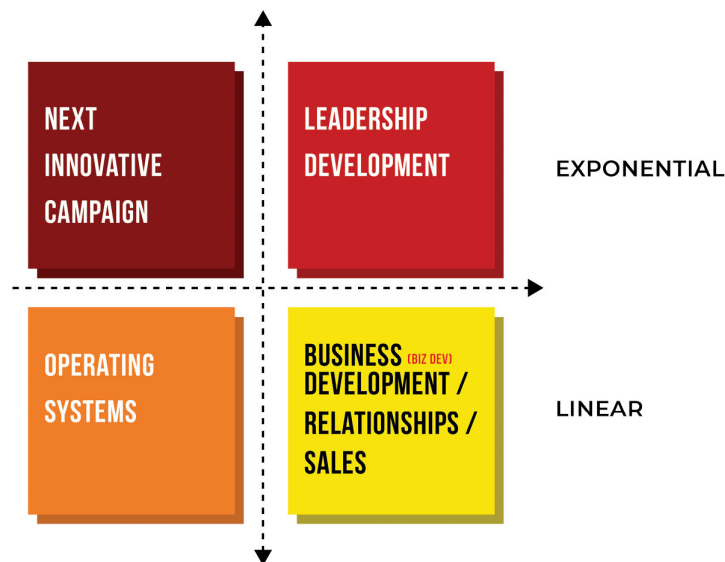 NEXT
INNOVATIVE
CAMPAIGN
LEADERSHIP
DEVELOPMENT
EXPONENTIAL
OPERATING
SYSTEMS
BUSINESS (BIZ DEV)
DEVELOPMENT /
RELATIONSHIPS /
SALES
LINEAR